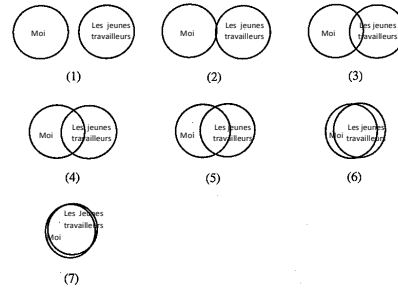 Moi
Les jeunes
travailleurs
Moi
Les jeunes
travailleurs
Moi
Les jeunes
travailleurs
(1)
(2)
(3)
Moi
Les jeunes
travailleurs
Moi
Les jeunes
travailleurs
Moi
Les jeunes
travailleurs
(4)
(5)
(6)
Les Jeunes
travailleurs
Moi
(7)